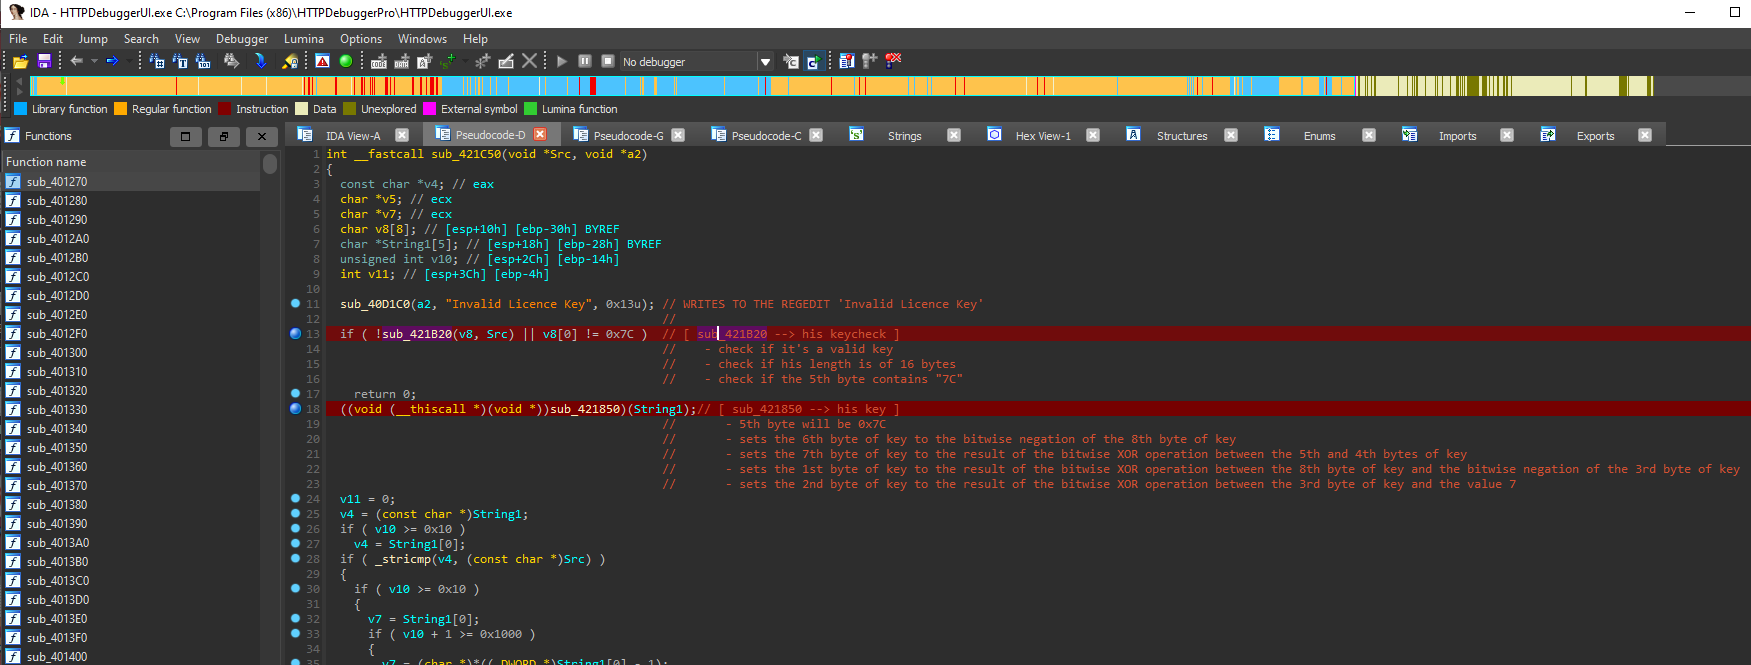 IDA - HTTPDebuggerUI.exe C:\Program Files (x86)\HTTPDebuggerPro\HTTPDebuggerUI.exe
File Edit Jump Search View Debugger Lumina Options Windows Help
No debugger
Library function Regular function Instruction Data Unexplored External symbol Lumina function
Functions
IDA View-A Pseudocode-D Pseudocode-G Pseudocode-C Strings Hex View-1 Structures Enums Imports Exports
Function name
sub_401270
sub_401280
sub_401290
sub_4012A0
sub_4012B0
sub_4012C0
sub_4012D0
sub_4012E0
sub_4012F0
sub_401300
sub_401310
sub_401320
sub_401330
sub_401340
sub_401350
sub_401360
sub_401370
sub_401380
sub_401390
sub_4013A0
sub_4013B0
sub_4013C0
sub_4013D0
sub_4013E0
sub_4013F0
sub_401400
1 int __fastcall sub_421C50(void *Src, void *a2)
2 {
3 const char *v4; // eax
4 char *v5; // ecx
5 char *v7; // ecx
6 char v8[8]; // [esp+10h] [ebp-30h] BYREF
7 char *String1[5]; // [esp+18h] [ebp-28h] BYREF
8 unsigned int v10; // [esp+2Ch] [ebp-14h]
9 int v11; // [esp+3Ch] [ebp-4h]
10
11 sub_40D1C0(a2, "Invalid Licence Key", 0x13u); // WRITES TO THE REGEDIT 'Invalid Licence Key'
12 //
13 if ( !sub_421B20(v8, Src) || v8[0] != 0x7C ) // [ sub_421B20 --> his keycheck ]
14 // - check if it's a valid key
15 // - check if his length is of 16 bytes
16 // - check if the 5th byte contains "7C"
17 return 0;
18 ((void (__thiscall *)(void *))sub_421850)(String1);// [ sub_421850 --> his key ]
19 // - 5th byte will be 0x7C
20 // - sets the 6th byte of key to the bitwise negation of the 8th byte of key
21 // - sets the 7th byte of key to the result of the bitwise XOR operation between the 5th and 4th bytes of key
22 // - sets the 1st byte of key to the result of the bitwise XOR operation between the 8th byte of key and the bitwise negation of the 3rd byte of key
23 // - sets the 2nd byte of key to the result of the bitwise XOR operation between the 3rd byte of key and the value 7
24 v11 = 0;
25 v4 = (const char *)String1;
26 if ( v10 >= 0x10 )
27 v4 = String1[0];
28 if ( _stricmp(v4, (const char *)Src) )
29 {
30 if ( v10 >= 0x10 )
31 {
32 v7 = String1[0];
33 if ( v10 + 1 >= 0x1000 )
34 {
35 v7 = (char *)*((_DWORD *)String1[0] - 1);